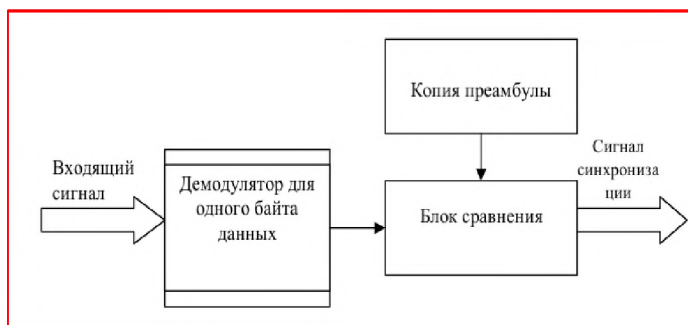 Копия преамбулы
Входящий
сигнал
Демодулятор для
одного байта
данных
Блок сравнения
Сигнал
синхрониза
ции